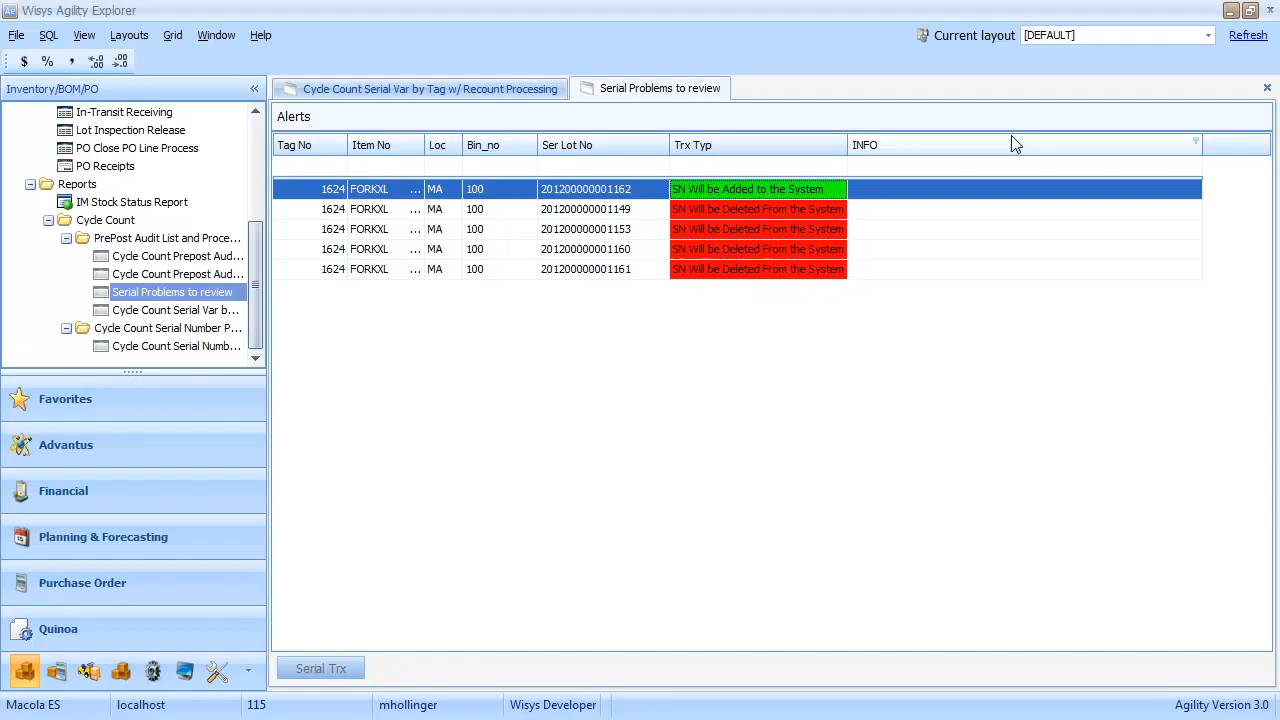 Wisys Agility Explorer
File SQL View Layouts Grid Window Help
Current layout [DEFAULT] Refresh
$ % , .00 .00
Inventory/BOM/PO
Cycle Count Serial Var by Tag w/ Recount Processing
Serial Problems to review
In-Transit Receiving
Lot Inspection Release
PO Close PO Line Process
PO Receipts
Reports
IM Stock Status Report
CycleCount
PrePost Audit List and Proce...
Cycle Count Prepost Aud...
Cycle Count Prepost Aud...
Serial Problems to review
Cycle Count Serial Var b...
Cycle Count Serial Number P...
Cycle Count Serial Numb...
Favorites
Advantus
Financial
Planning & Forecasting
Purchase Order
Quinoa
Alerts
Tag No Item No Loc Bin_no Ser Lot No Trx Typ INFO
1624 FORKXL ... MA 100 201200000001162 SN Will be Added to the System
1624 FORKXL ... MA 100 201200000001149 SN Will be Deleted From the System
1624 FORKXL ... MA 100 201200000001153 SN Will be Deleted From the System
1624 FORKXL ... MA 100 201200000001160 SN Will be Deleted From the System
1624 FORKXL ... MA 100 201200000001161 SN Will be Deleted From the System
Serial Trx
Macola ES localhost 115 mhollinger Wisys Developer Agility Version 3.0